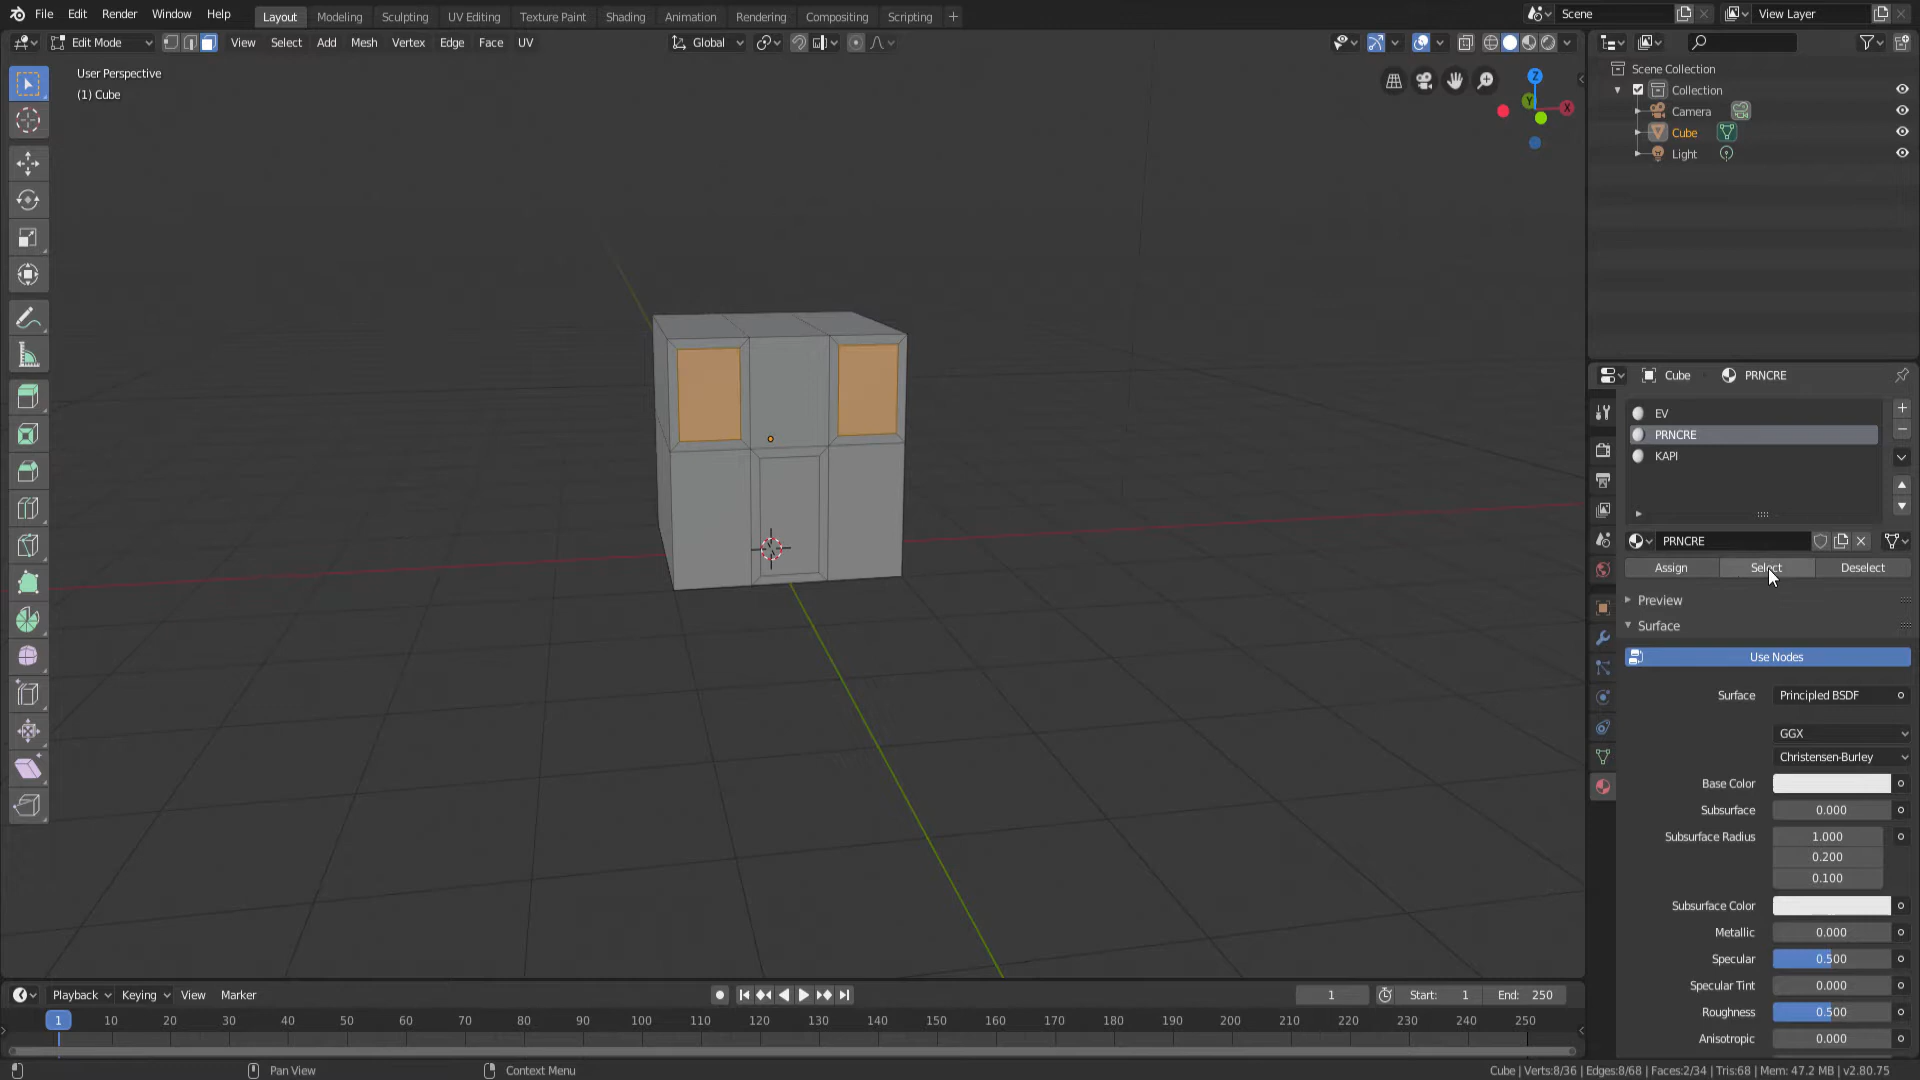 File Edit Render Window Help Layout Modeling Sculpting UV Editing Texture Paint Shading Animation Rendering Compositing Scripting + Scene View Layer
Edit Mode View Select Add Mesh Vertex Edge Face UV Global
User Perspective
(1) Cube
Z
Y
X
Scene Collection
Collection
Camera
Cube
Light
Cube PRNCRE
EV
PRNCRE
KAPI
PRNCRE
Assign Select Deselect
Preview
Surface
Use Nodes
Surface Principled BSDF
GGX
Christensen-Burley
Base Color
Subsurface 0.000
Subsurface Radius 1.000
0.200
0.100
Subsurface Color
Metallic 0.000
Specular 0.500
Specular Tint 0.000
Roughness 0.500
Anisotropic 0.000
Playback Keying View Marker 1 Start: 1 End: 250
1 10 20 30 40 50 60 70 80 90 100 110 120 130 140 150 160 170 180 190 200 210 220 230 240 250
Pan View Context Menu Cube | Verts:8/36 | Edges:8/68 | Faces:2/34 | Tris:68 | Mem: 47.2 MB | v2.80.75